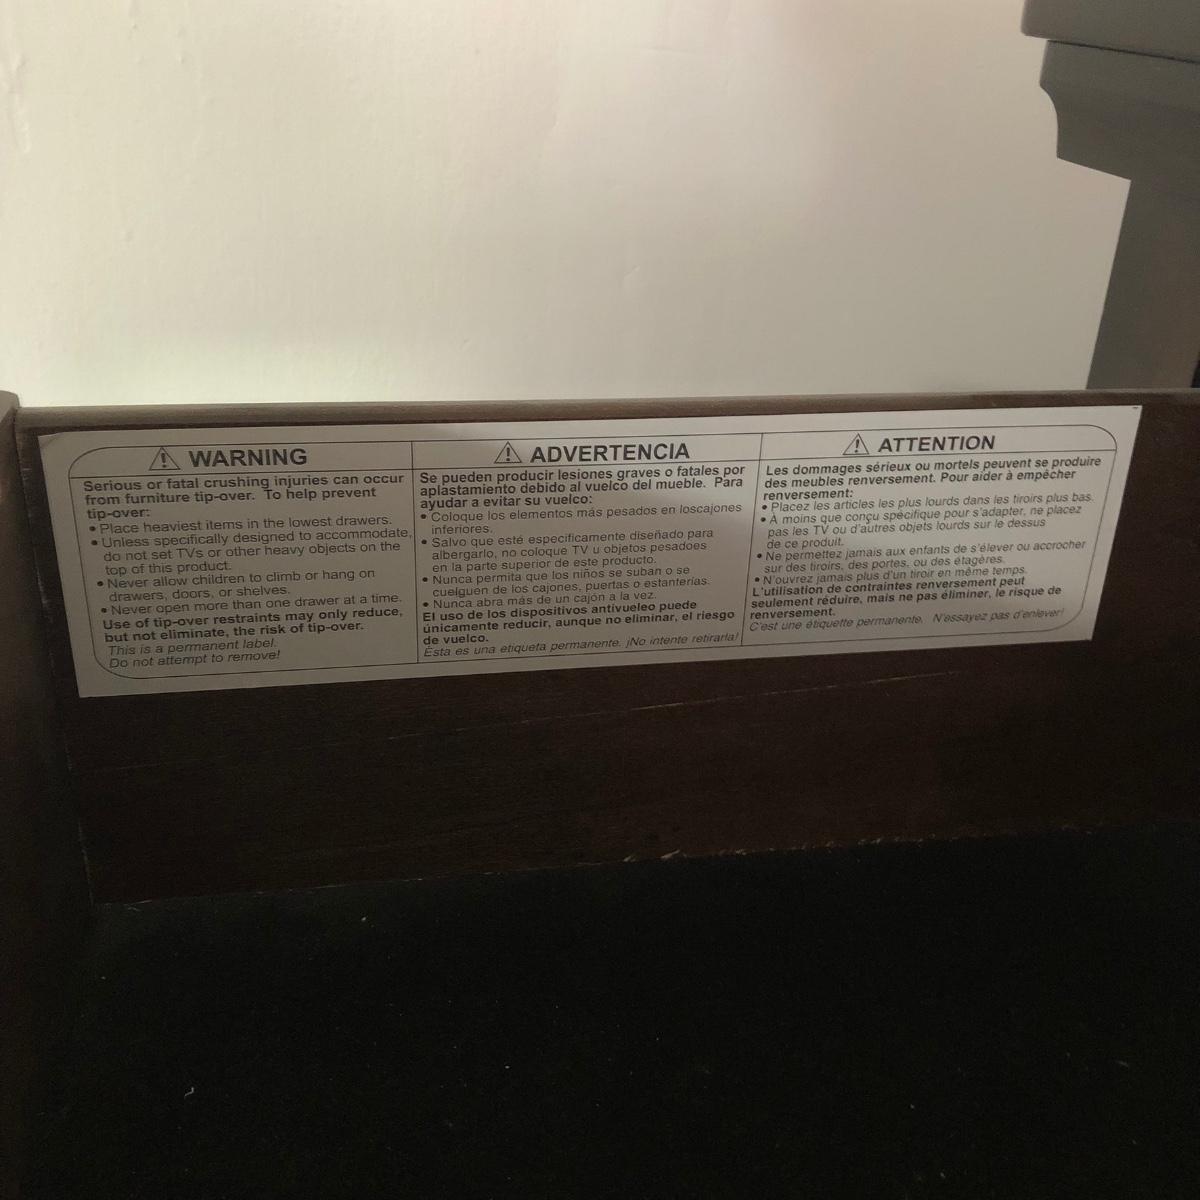 WARNING
Serious or fatal crushing injuries can occur
from furniture tip-over. To help prevent
tip-over:
• Place heaviest items in the lowest drawers.
• Unless specifically designed to accommodate,
do not set TVs or other heavy objects on the
top of this product.
• Never allow children to climb or hang on
drawers, doors, or shelves.
• Never open more than one drawer at a time.
Use of tip-over restraints may only reduce,
but not eliminate, the risk of tip-over.
This is a permanent label.
Do not attempt to remove!
ADVERTENCIA
Se pueden producir lesiones graves o fatales por
aplastamiento debido al vuelco del mueble. Para
ayudar a evitar su vuelco:
• Coloque los elementos más pesados en loscajones
inferiores.
• Salvo que esté especificamente diseñado para
albergarlo, no coloque TV u objetos pesadoes
en la parte superior de este producto.
• Nunca permita que los niños se suban o se
cuelguen de los cajones, puertas o estanterías.
• Nunca abra más de un cajón a la vez.
El uso de los dispositivos antivueleo puede
únicamente reducir, aunque no eliminar, el riesgo
de vuelco.
Ésta es una etiqueta permanente. ¡No intente retirarla!
ATTENTION
Les dommages sérieux ou mortels peuvent se produire
des meubles renversement. Pour aider à empêcher
renversement:
• Placez les articles les plus lourds dans les tiroirs plus bas.
• À moins que conçu spécifique pour s'adapter, ne placez
pas les TV ou d'autres objets lourds sur le dessus
de ce produit.
• Ne permettez jamais aux enfants de s'élever ou accrocher
sur des tiroirs, des portes, ou des étagères.
• N'ouvrez jamais plus d'un tiroir en même temps.
L'utilisation de contraintes renversement peut
seulement réduire, mais ne pas éliminer, le risque de
renversement.
C'est une étiquette permanente. N'essayez pas d'enlever!